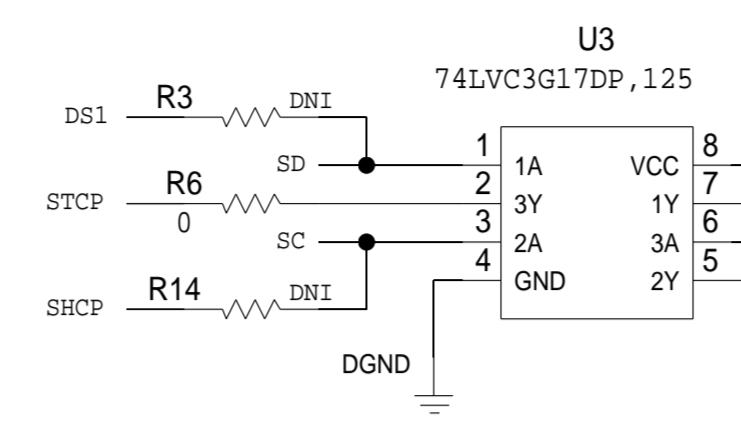 U3
74LVC3G17DP,125
R3 DNI
DS1
1 8
SD 1A VCC
R6 2 7
STCP 3Y 1Y
0 3 6
SC 2A 3A
4 5
GND 2Y
R14 DNI
SHCP
DGND